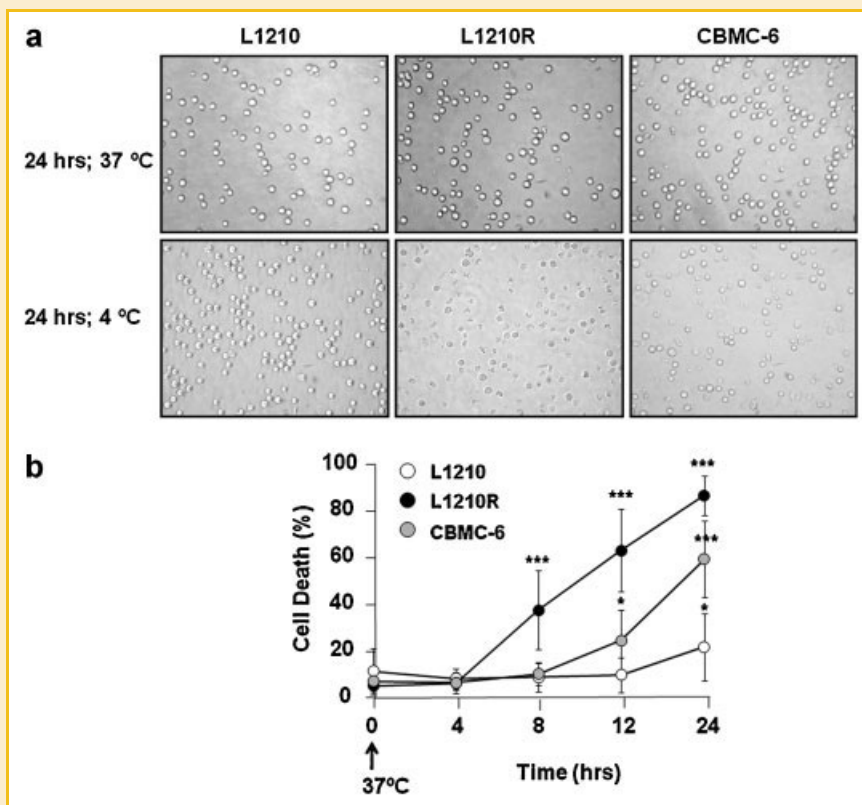 a
L1210 L1210R CBMC-6
24 hrs; 37 ºC
24 hrs; 4 ºC
b
100
80
60
40
20
0
Cell Death (%)
L1210
L1210R
CBMC-6
***
***
***
***
*
*
0 4 8 12 24
37ºC
Time (hrs)